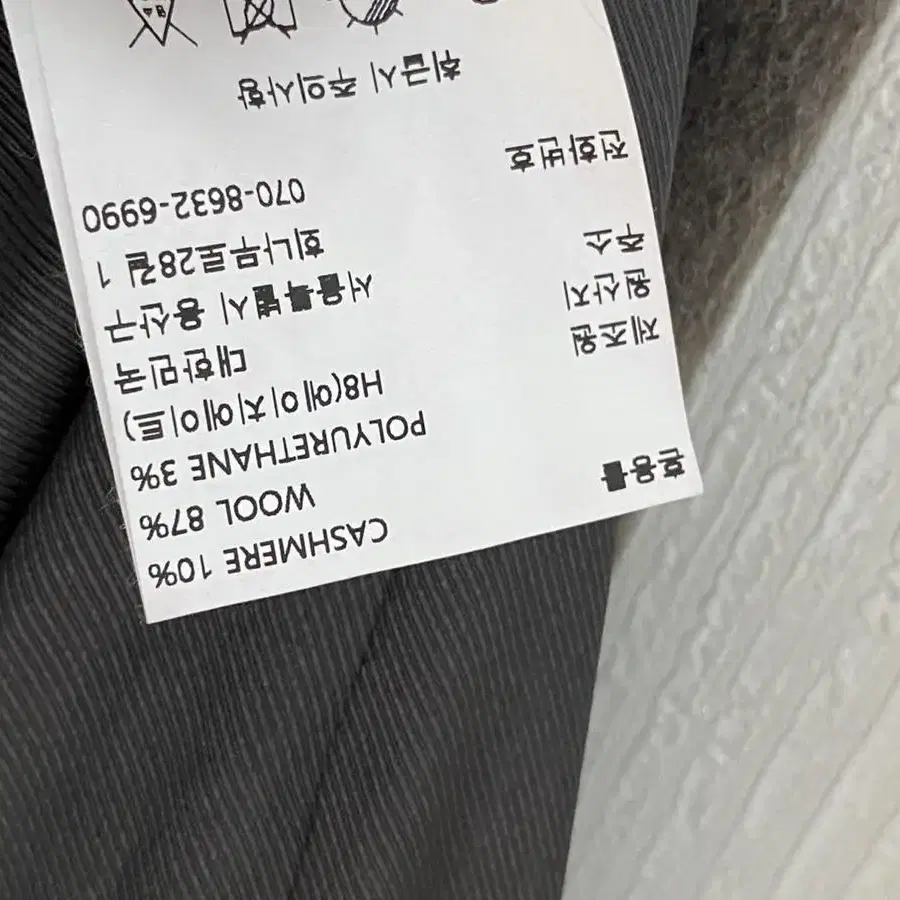 혼용률 CASHMERE 10%
WOOL 87%
POLYURETHANE 3%
제조원 H8(에이치에이트)
원산지 대한민국
주소 서울특별시 용산구
회나무로28길 1
전화번호 070-8632-6990
취급시 주의사항